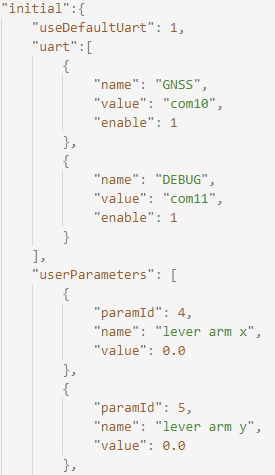 "initial":{
"useDefaultUart": 1,
"uart":[
{
"name": "GNSS",
"value": "com10",
"enable": 1
},
{
"name": "DEBUG",
"value": "com11",
"enable": 1
}
],
"userParameters": [
{
"paramId": 4,
"name": "lever arm x",
"value": 0.0
},
{
"paramId": 5,
"name": "lever arm y",
"value": 0.0
},